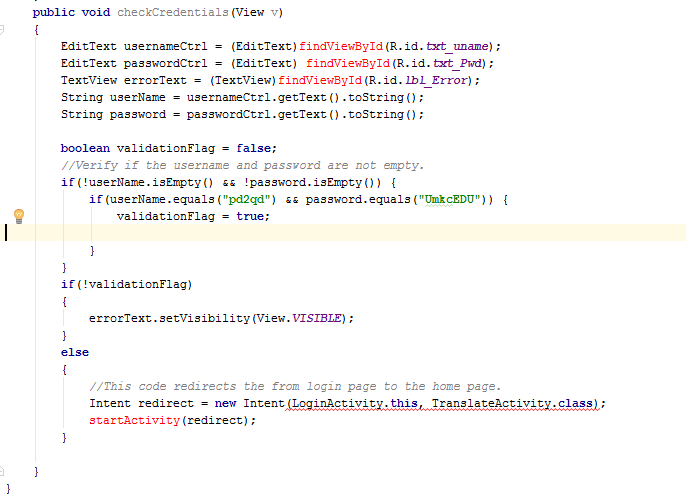 public void checkCredentials(View v)
{
EditText usernameCtrl = (EditText)findViewById(R.id.txt_uname);
EditText passwordCtrl = (EditText) findViewById(R.id.txt_Pwd);
TextView errorText = (TextView)findViewById(R.id.lbl_Error);
String userName = usernameCtrl.getText().toString();
String password = passwordCtrl.getText().toString();
boolean validationFlag = false;
//Verify if the username and password are not empty.
if(!userName.isEmpty() && !password.isEmpty()) {
if(userName.equals("pd2qd") && password.equals("UmkcEDU")) {
validationFlag = true;
}
}
if(!validationFlag)
{
errorText.setVisibility(View.VISIBLE);
}
else
{
//This code redirects the from login page to the home page.
Intent redirect = new Intent(LoginActivity.this, TranslateActivity.class);
startActivity(redirect);
}
}
}